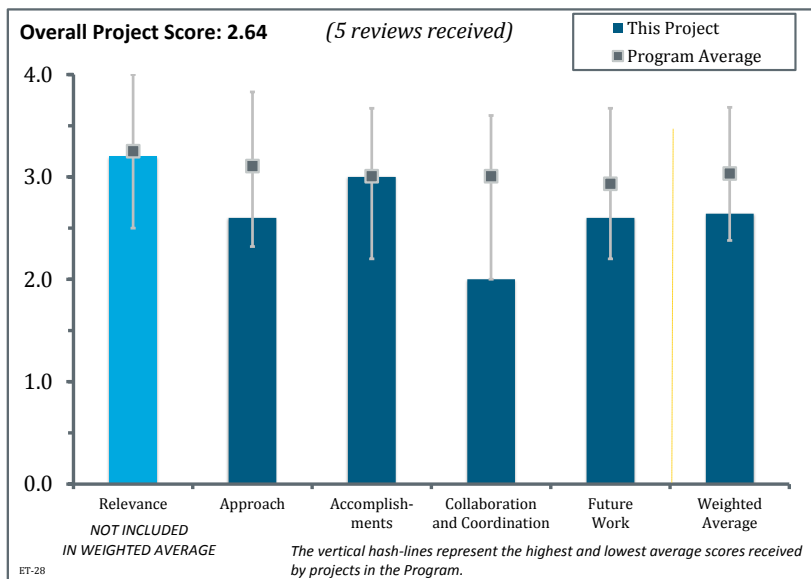 Overall Project Score: 2.64
(5 reviews received)
This Project
Program Average
4.0
3.0
2.0
1.0
0.0
Relevance
Approach
Accomplish-
ments
Collaboration
and Coordination
Future
Work
Weighted
Average
NOT INCLUDED
IN WEIGHTED AVERAGE
The vertical hash-lines represent the highest and lowest average scores received
by projects in the Program.
ET-28